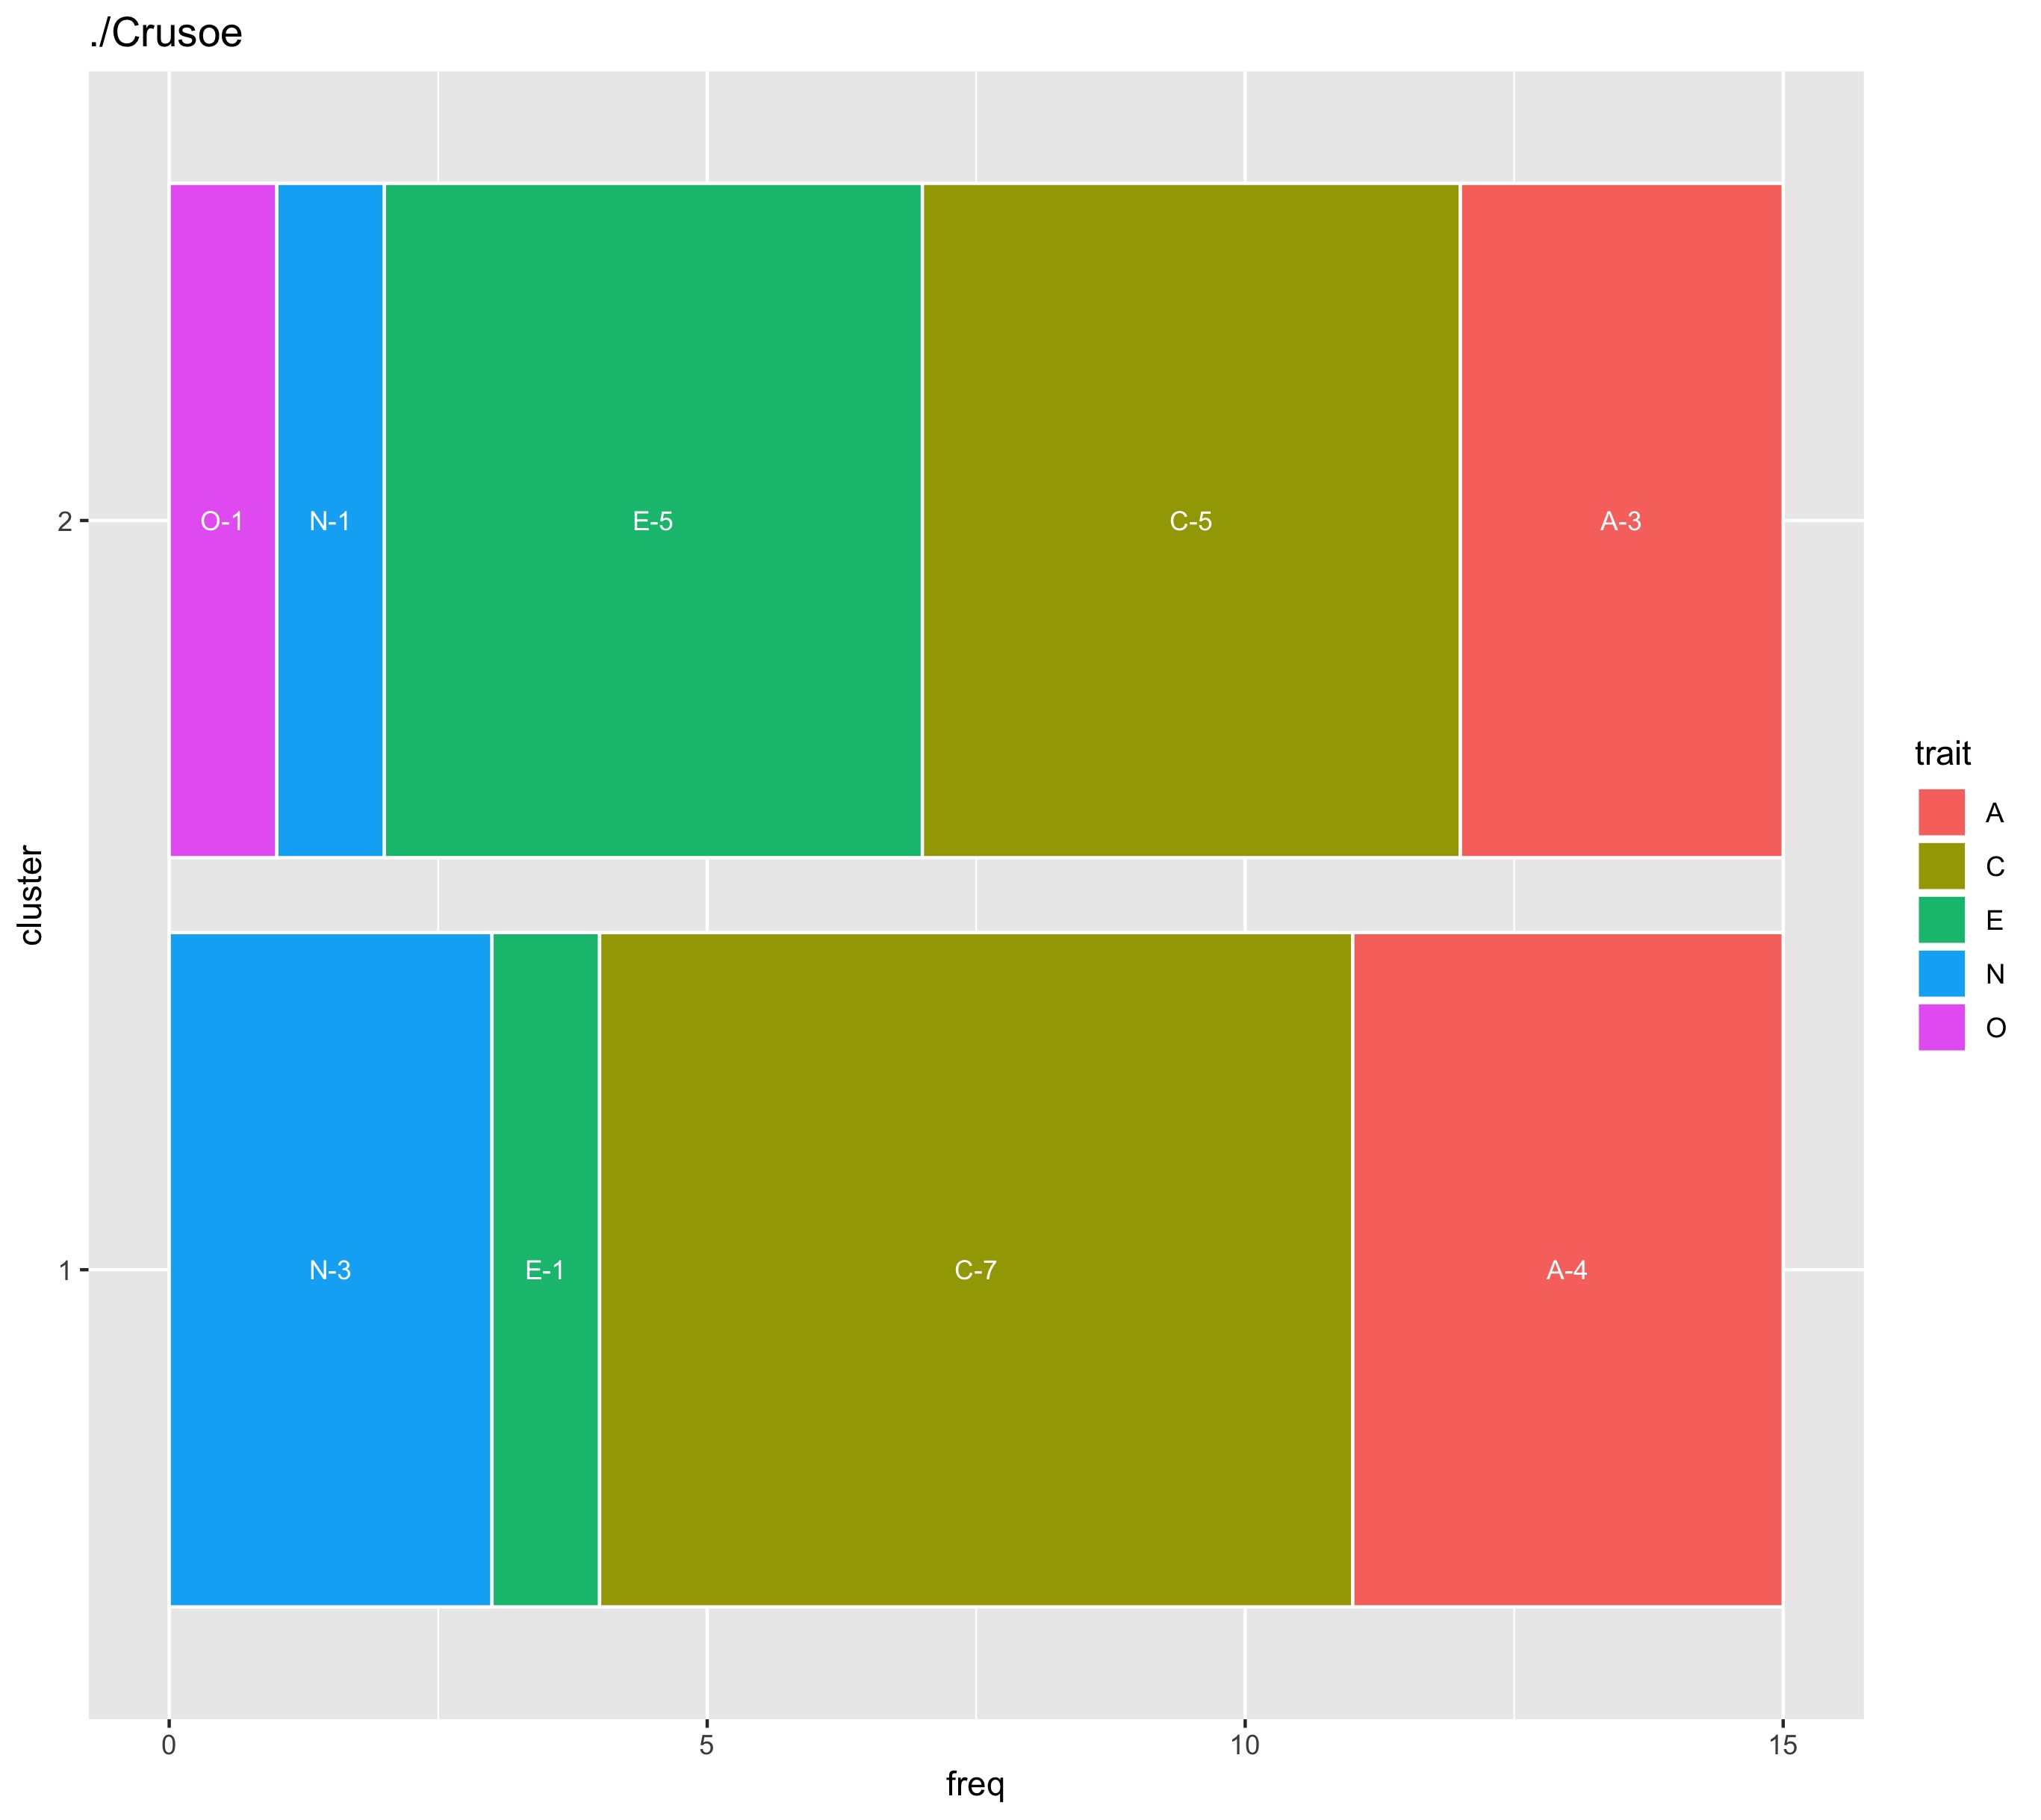 ./Crusoe
2
O-1 N-1 E-5 C-5 A-3
cluster
1
N-3 E-1 C-7 A-4
0 5 10 15
freq
trait
A
C
E
N
O